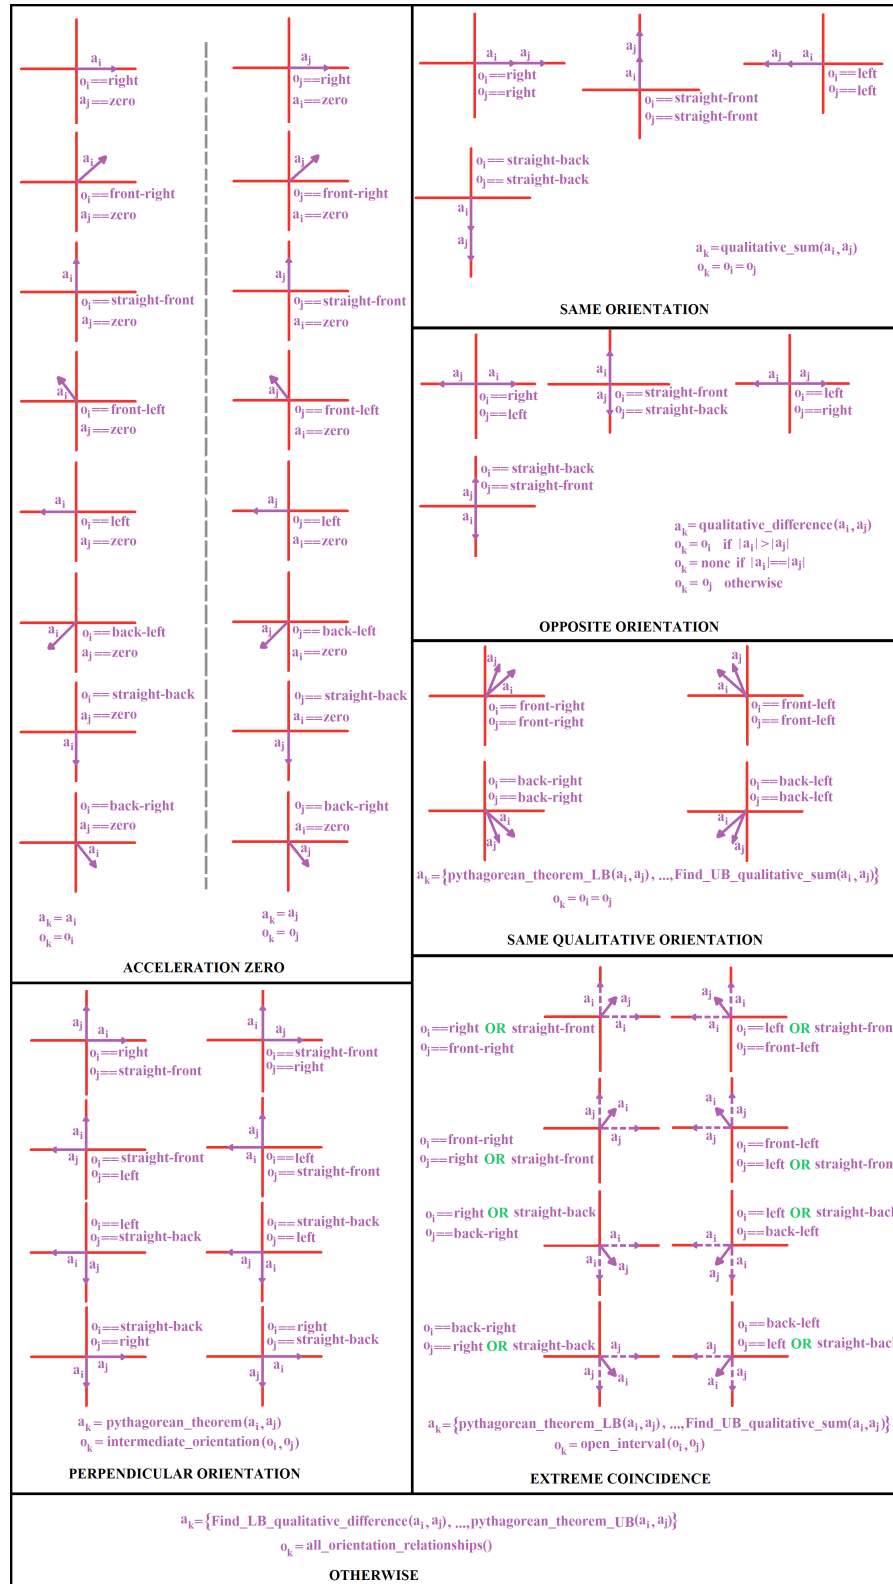 a_i
o_i==right
a_j==zero
a_j
o_j==right
a_i==zero
a_i
o_i==front-right
a_j==zero
a_j
o_j==front-right
a_i==zero
a_i
o_i==straight-front
a_j==zero
a_j
o_j==straight-front
a_i==zero
a_i
o_i==front-left
a_j==zero
a_j
o_j==front-left
a_i==zero
a_i
o_i==left
a_j==zero
a_j
o_j==left
a_i==zero
a_i
o_i==back-left
a_j==zero
a_j
o_j==back-left
a_i==zero
o_i==straight-back
a_j==zero
a_i
o_j==straight-back
a_i==zero
a_j
o_i==back-right
a_j==zero
a_i
o_j==back-right
a_i==zero
a_j
a_k=a_i
o_k=o_i
a_k=a_j
o_k=o_j
ACCELERATION ZERO
a_i a_j
o_i==right
o_j==right
a_j
a_i
o_i==straight-front
o_j==straight-front
a_j a_i
o_i==left
o_j==left
o_i==straight-back
o_j==straight-back
a_i
a_j
a_k=qualitative_sum(a_i,a_j)
o_k=o_i=o_j
SAME ORIENTATION
a_j a_i
o_i==right
o_j==left
a_i
a_j
o_i==straight-front
o_j==straight-back
a_i a_j
o_i==left
o_j==right
o_i==straight-back
o_j==straight-front
a_j
a_i
a_k=qualitative_difference(a_i,a_j)
o_k=o_i if |a_i|>|a_j|
o_k=none if |a_i|==|a_j|
o_k=o_j otherwise
OPPOSITE ORIENTATION
a_j
a_i
o_i==front-right
o_j==front-right
a_j
a_i
o_i==front-left
o_j==front-left
o_i==back-right
o_j==back-right
a_i
a_j
o_i==back-left
o_j==back-left
a_i
a_j
a_k={pythagorean_theorem_LB(a_i,a_j), ...,Find_UB_qualitative_sum(a_i,a_j)}
o_k=o_i=o_j
SAME QUALITATIVE ORIENTATION
a_j a_i
o_i==right
o_j==straight-front
a_i a_j
o_i==straight-front
o_j==right
a_i
a_j
o_i==straight-front
o_j==left
a_j
a_i
o_i==left
o_j==straight-front
o_i==left
o_j==straight-back
a_i a_j
o_i==straight-back
o_j==left
a_j a_i
o_i==straight-back
o_j==right
a_i a_j
o_i==right
o_j==straight-back
a_j a_i
a_k=pythagorean_theorem(a_i,a_j)
o_k=intermediate_orientation(o_i,o_j)
PERPENDICULAR ORIENTATION
a_i a_j
a_i
o_i==right OR straight-front
o_j==front-right
a_j a_i
a_i
o_i==left OR straight-front
o_j==front-left
a_j a_i
a_j
o_i==front-right
o_j==right OR straight-front
a_i a_j
a_j
o_i==front-left
o_j==left OR straight-front
o_i==right OR straight-back
o_j==back-right
a_i
a_i a_j
o_i==left OR straight-back
o_j==back-left
a_i
a_j a_i
o_i==back-right
o_j==right OR straight-back
a_j
a_j a_i
o_i==back-left
o_j==left OR straight-back
a_j
a_i a_j
a_k={pythagorean_theorem_LB(a_i,a_j), ...,Find_UB_qualitative_sum(a_i,a_j)}
o_k=open_interval(o_i,o_j)
EXTREME COINCIDENCE
a_k={Find_LB_qualitative_difference(a_i,a_j), ...,pythagorean_theorem_UB(a_i,a_j)}
o_k=all_orientation_relationships()
OTHERWISE